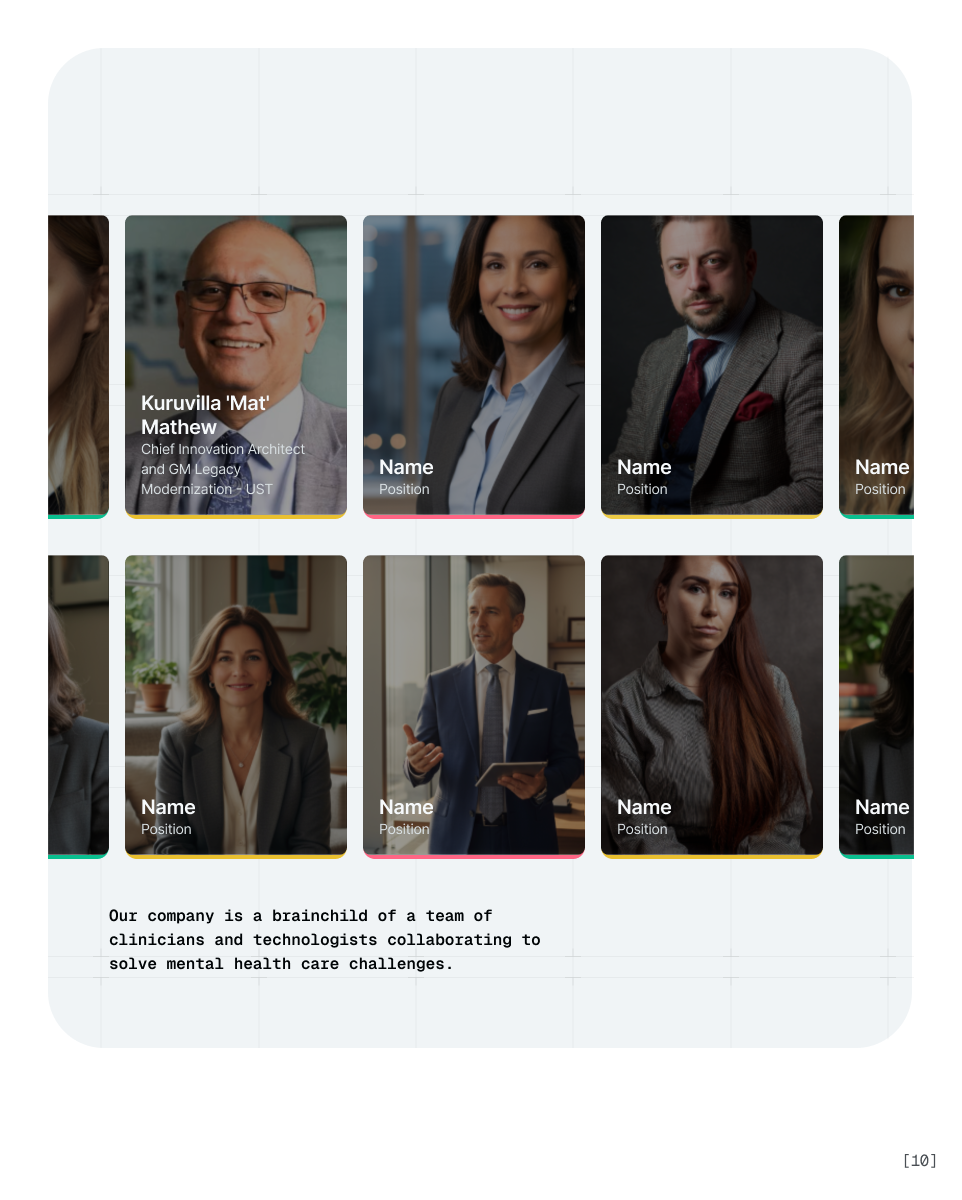 Kuruvilla 'Mat'
Mathew
Chief Innovation Architect
and GM Legacy
Modernization - UST
Name
Position
Name
Position
Name
Position
Name
Position
Name
Position
Name
Position
Name
Position
Our company is a brainchild of a team of
clinicians and technologists collaborating to
solve mental health care challenges.
[10]